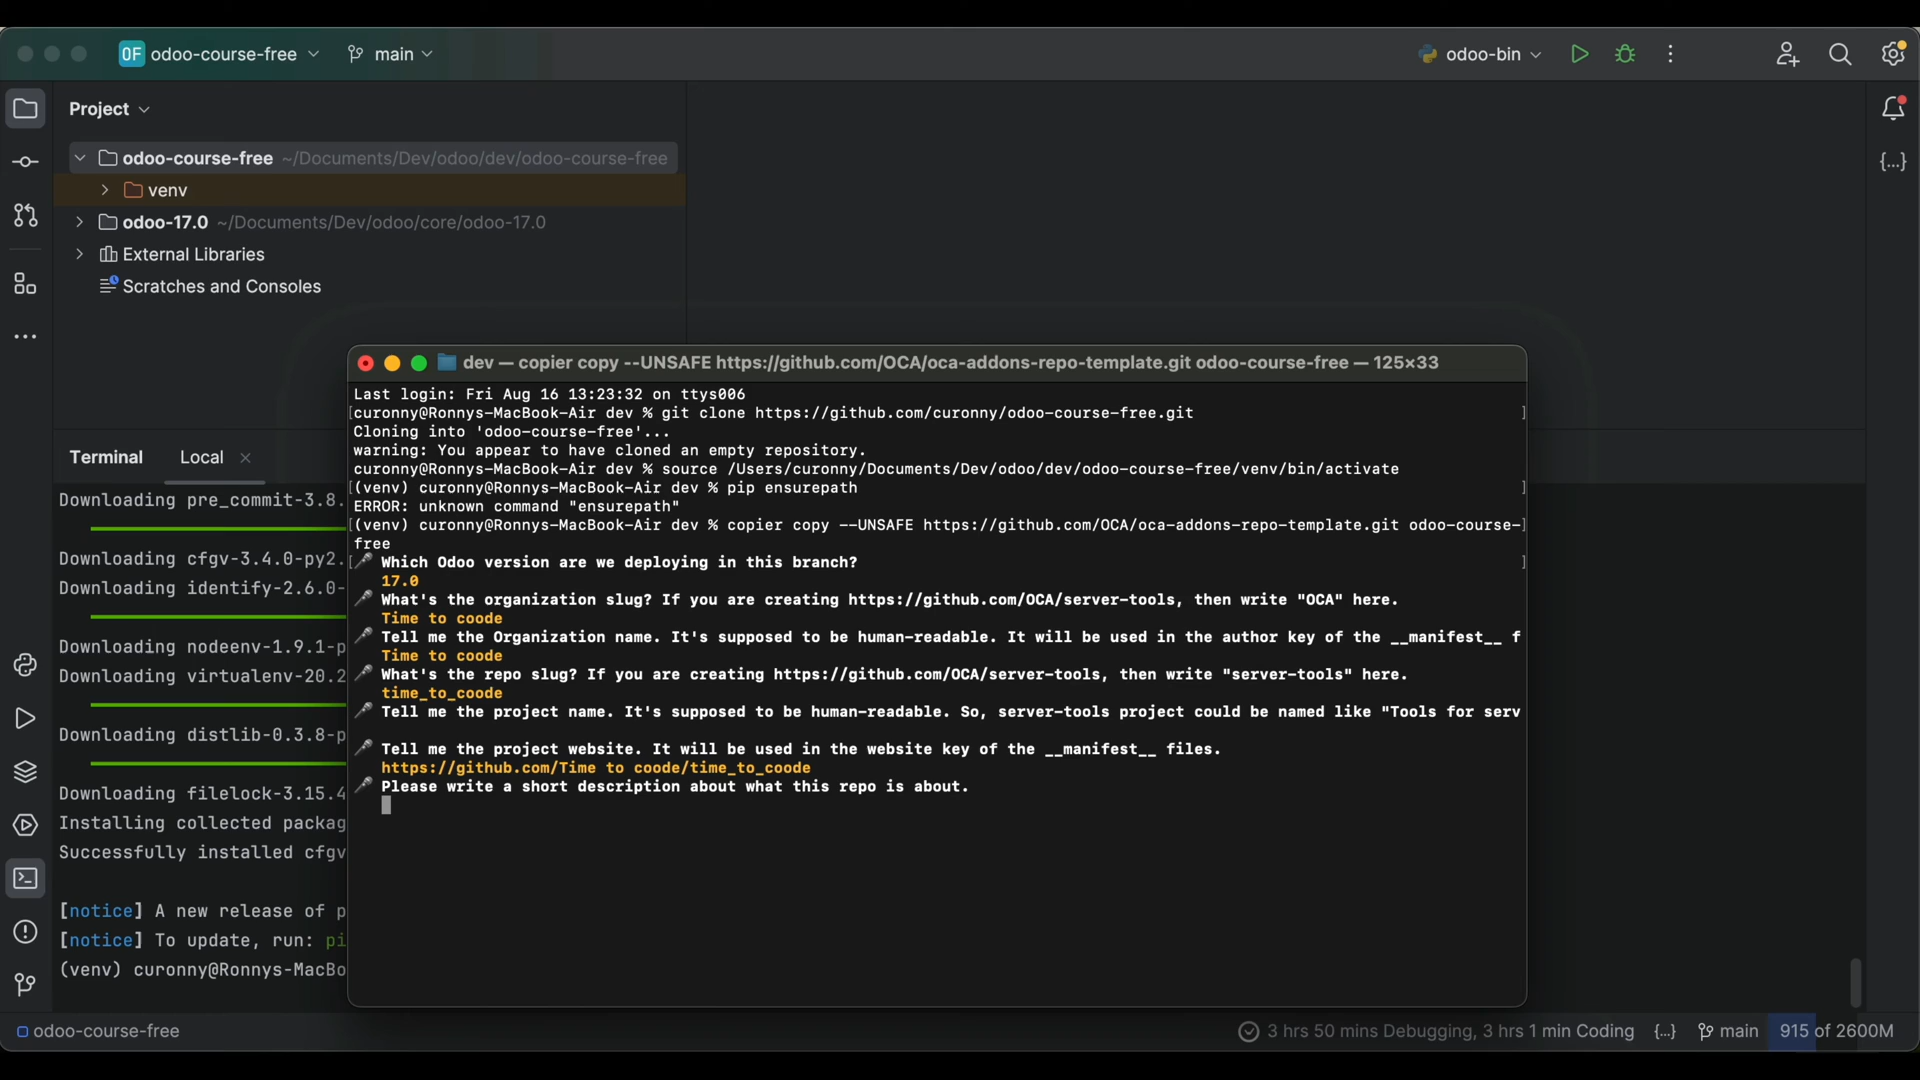 OF odoo-course-free
main
odoo-bin
Project
odoo-course-free ~/Documents/Dev/odoo/dev/odoo-course-free
venv
odoo-17.0 ~/Documents/Dev/odoo/core/odoo-17.0
External Libraries
Scratches and Consoles
Terminal Local
Downloading pre_commit-3.8.
Downloading cfgv-3.4.0-py2.
Downloading identify-2.6.0-
Downloading nodeenv-1.9.1-p
Downloading virtualenv-20.2
Downloading distlib-0.3.8-p
Downloading filelock-3.15.4
Installing collected packag
Successfully installed cfgv
[notice] A new release of p
[notice] To update, run: pi
(venv) curonny@Ronnys-MacBo
dev — copier copy --UNSAFE https://github.com/OCA/oca-addons-repo-template.git odoo-course-free — 125×33
Last login: Fri Aug 16 13:23:32 on ttys006
[curonny@Ronnys-MacBook-Air dev % git clone https://github.com/curonny/odoo-course-free.git ]
Cloning into 'odoo-course-free'...
warning: You appear to have cloned an empty repository.
curonny@Ronnys-MacBook-Air dev % source /Users/curonny/Documents/Dev/odoo/dev/odoo-course-free/venv/bin/activate
[(venv) curonny@Ronnys-MacBook-Air dev % pip ensurepath ]
ERROR: unknown command "ensurepath"
[(venv) curonny@Ronnys-MacBook-Air dev % copier copy --UNSAFE https://github.com/OCA/oca-addons-repo-template.git odoo-course-]
free
[🎤 Which Odoo version are we deploying in this branch? ]
17.0
🎤 What's the organization slug? If you are creating https://github.com/OCA/server-tools, then write "OCA" here.
Time to coode
🎤 Tell me the Organization name. It's supposed to be human-readable. It will be used in the author key of the __manifest__ f
Time to coode
🎤 What's the repo slug? If you are creating https://github.com/OCA/server-tools, then write "server-tools" here.
time_to_coode
🎤 Tell me the project name. It's supposed to be human-readable. So, server-tools project could be named like "Tools for serv
🎤 Tell me the project website. It will be used in the website key of the __manifest__ files.
https://github.com/Time to coode/time_to_coode
🎤 Please write a short description about what this repo is about.
odoo-course-free
3 hrs 50 mins Debugging, 3 hrs 1 min Coding {...} main 915 of 2600M